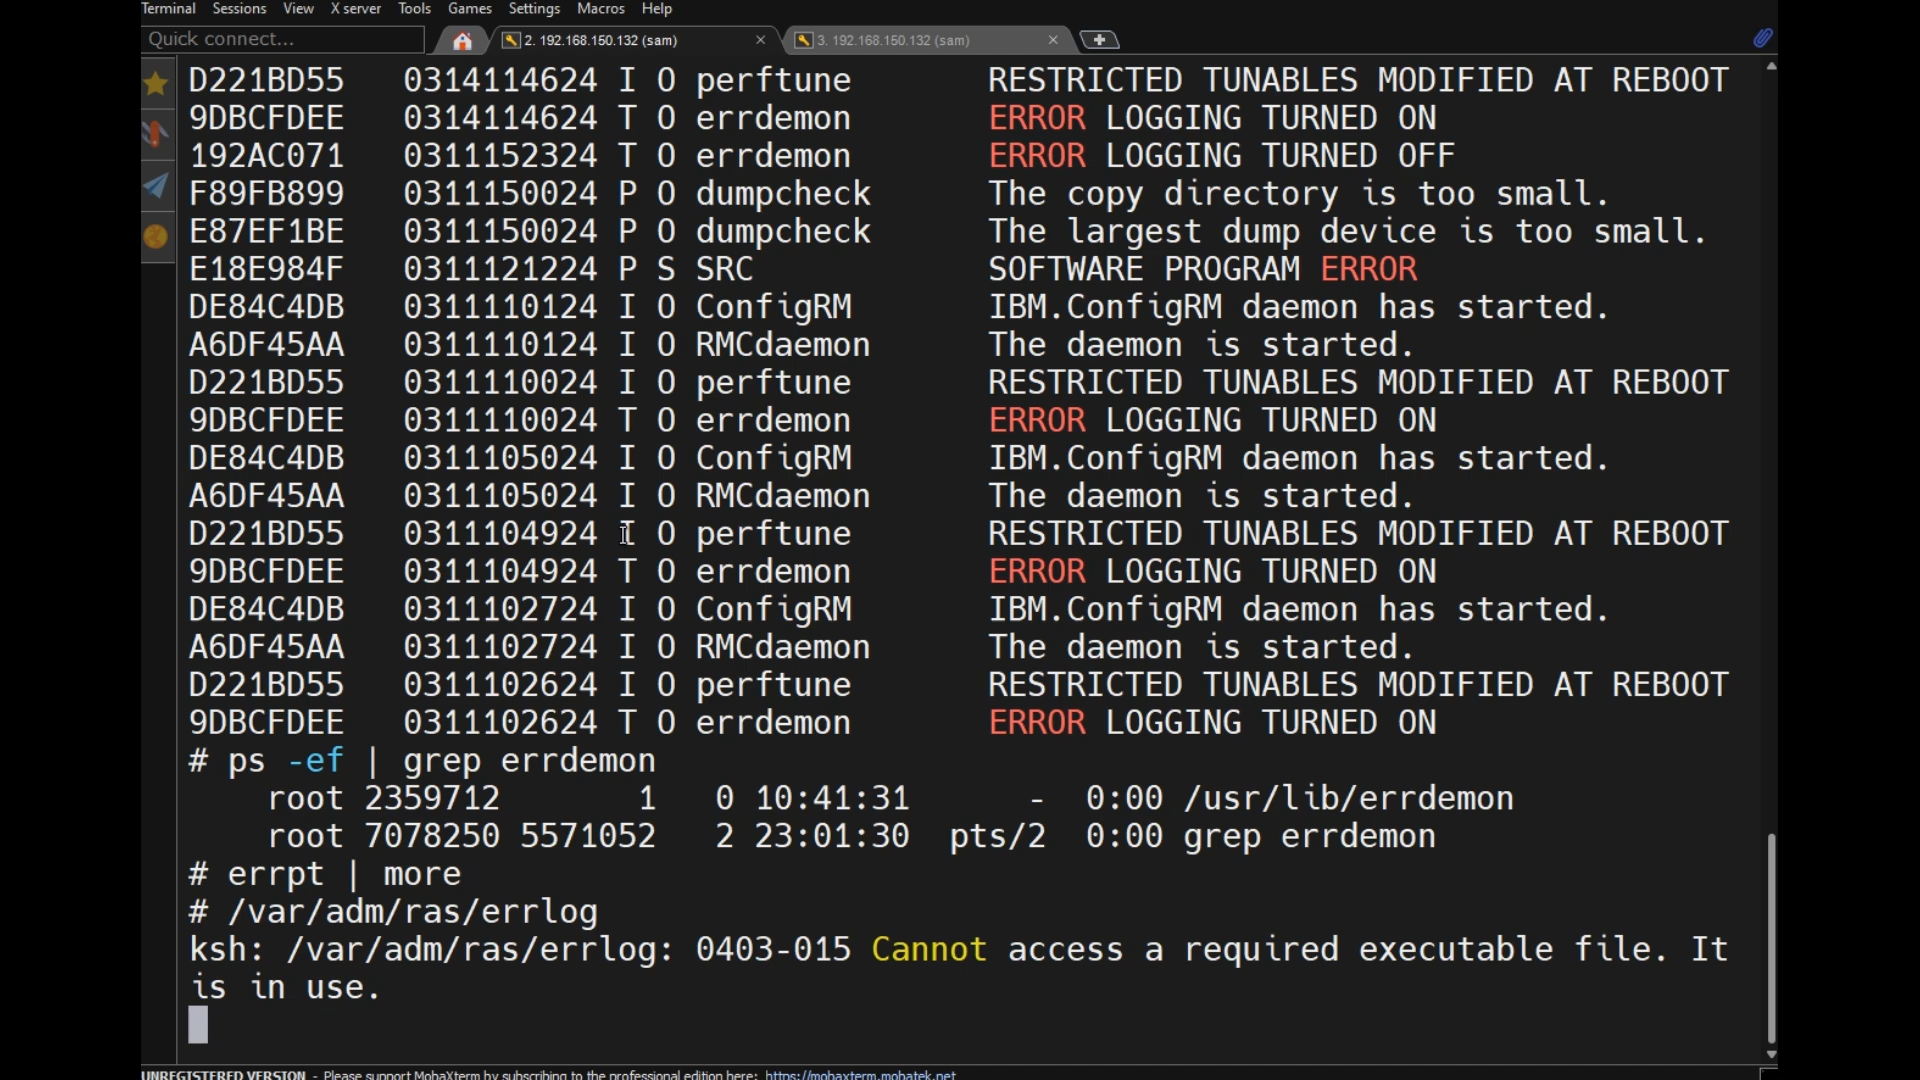 Terminal Sessions View X server Tools Games Settings Macros Help
Quick connect... 2. 192.168.150.132 (sam) 3. 192.168.150.132 (sam)
D221BD55 0314114624 I O perftune RESTRICTED TUNABLES MODIFIED AT REBOOT
9DBCFDEE 0314114624 T O errdemon ERROR LOGGING TURNED ON
192AC071 0311152324 T O errdemon ERROR LOGGING TURNED OFF
F89FB899 0311150024 P O dumpcheck The copy directory is too small.
E87EF1BE 0311150024 P O dumpcheck The largest dump device is too small.
E18E984F 0311121224 P S SRC SOFTWARE PROGRAM ERROR
DE84C4DB 0311110124 I O ConfigRM IBM.ConfigRM daemon has started.
A6DF45AA 0311110124 I O RMCdaemon The daemon is started.
D221BD55 0311110024 I O perftune RESTRICTED TUNABLES MODIFIED AT REBOOT
9DBCFDEE 0311110024 T O errdemon ERROR LOGGING TURNED ON
DE84C4DB 0311105024 I O ConfigRM IBM.ConfigRM daemon has started.
A6DF45AA 0311105024 I O RMCdaemon The daemon is started.
D221BD55 0311104924 I O perftune RESTRICTED TUNABLES MODIFIED AT REBOOT
9DBCFDEE 0311104924 T O errdemon ERROR LOGGING TURNED ON
DE84C4DB 0311102724 I O ConfigRM IBM.ConfigRM daemon has started.
A6DF45AA 0311102724 I O RMCdaemon The daemon is started.
D221BD55 0311102624 I O perftune RESTRICTED TUNABLES MODIFIED AT REBOOT
9DBCFDEE 0311102624 T O errdemon ERROR LOGGING TURNED ON
# ps -ef | grep errdemon
root 2359712 1 0 10:41:31 - 0:00 /usr/lib/errdemon
root 7078250 5571052 2 23:01:30 pts/2 0:00 grep errdemon
# errpt | more
# /var/adm/ras/errlog
ksh: /var/adm/ras/errlog: 0403-015 Cannot access a required executable file. It
is in use.
UNREGISTERED VERSION - Please support MobaXterm by subscribing to the professional edition here: https://mobaxterm.mobatek.net